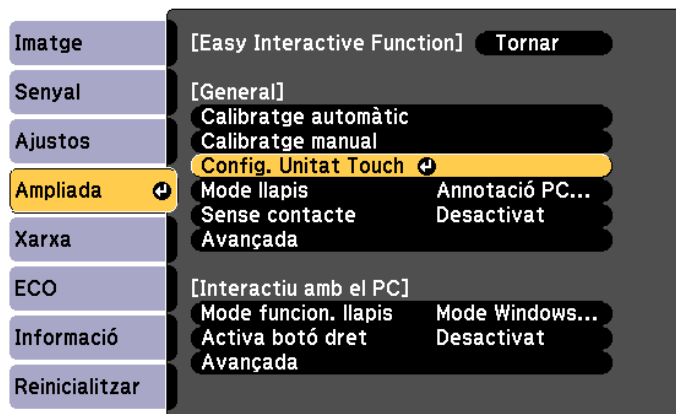 Imatge
Senyal
Ajustos
Ampliada
Xarxa
ECO
Informació
Reinicialitzar
[Easy Interactive Function] Tornar
[General]
Calibratge automàtic
Calibratge manual
Config. Unitat Touch
Mode llapis Annotació PC...
Sense contacte Desactivat
Avançada
[Interactiu amb el PC]
Mode funcion. llapis Mode Windows...
Activa botó dret Desactivat
Avançada